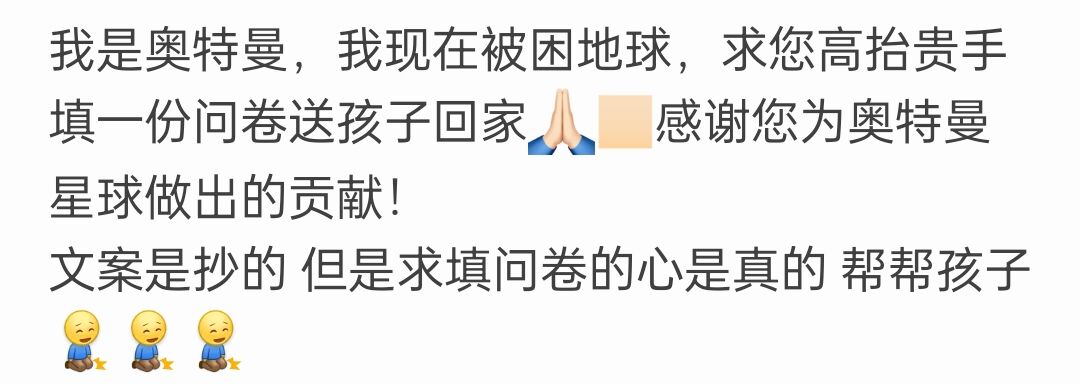 我是奥特曼，我现在被困地球，求您高抬贵手
填一份问卷送孩子回家🙏🏻感谢您为奥特曼
星球做出的贡献！
文案是抄的 但是求填问卷的心是真的 帮帮孩子